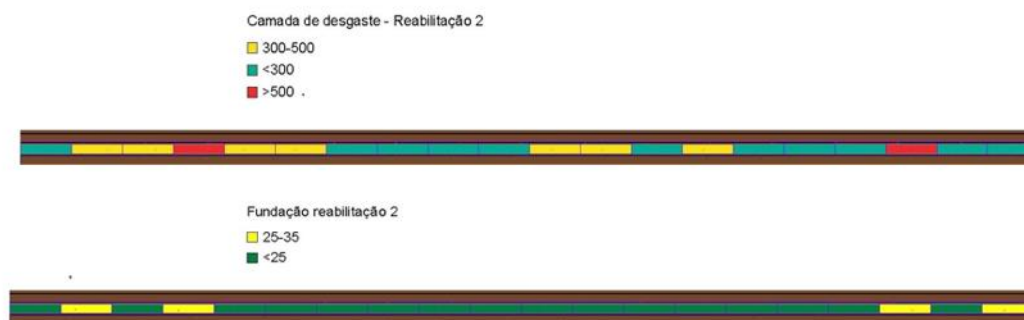 Camada de desgaste - Reabilitação 2
300-500
<300
>500 .
Fundação reabilitação 2
25-35
<25